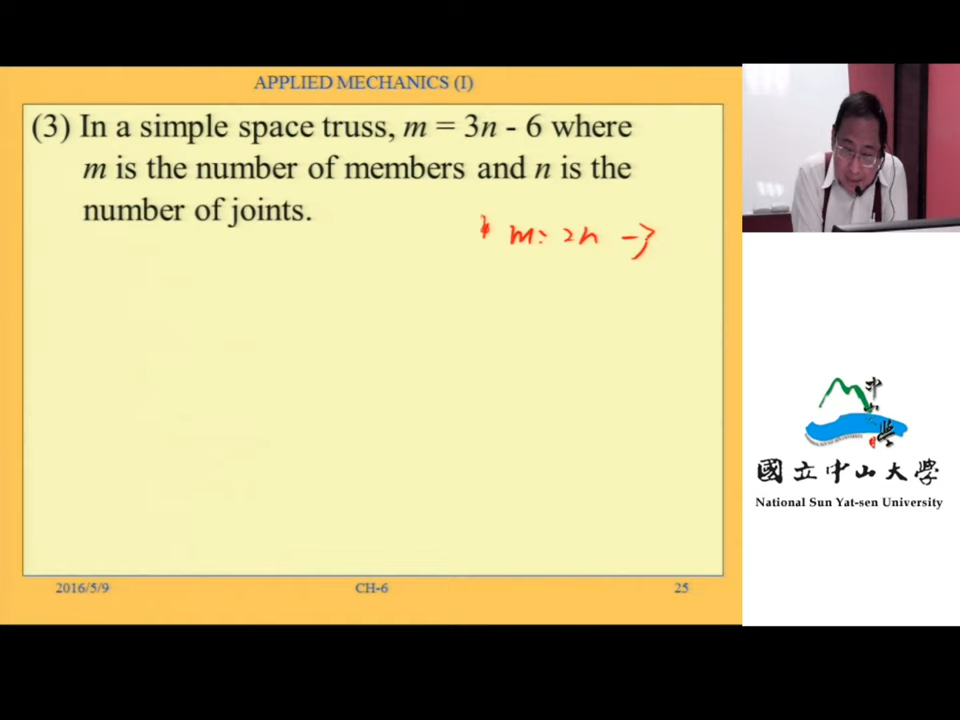 APPLIED MECHANICS (I)
(3) In a simple space truss, m = 3n - 6 where
m is the number of members and n is the
number of joints.
* m = 2n - 3
2016/5/9
CH-6
25
國立中山大學
National Sun Yat-sen University